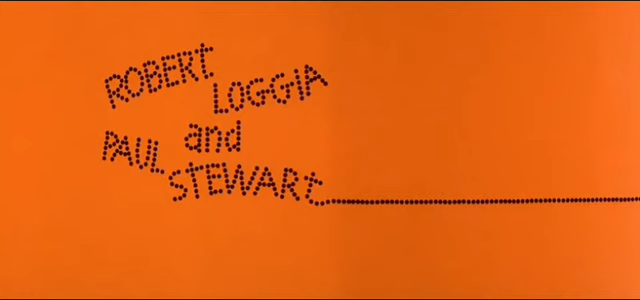 ROBERT
LOGGIA
and
PAUL
STEWART